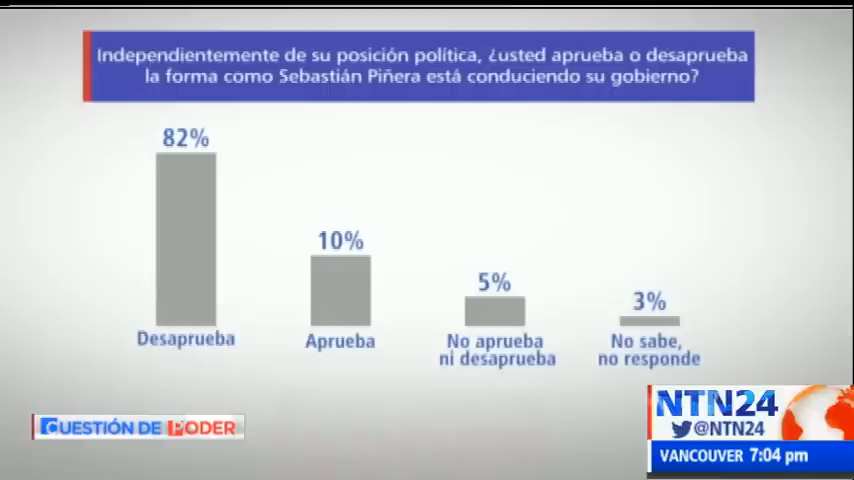 Independientemente de su posición política, ¿usted aprueba o desaprueba
la forma como Sebastián Piñera está conduciendo su gobierno?
82%
10%
5%
3%
Desaprueba
Aprueba
No aprueba
ni desaprueba
No sabe,
no responde
CUESTIÓN DE PODER
NTN24
@NTN24
VANCOUVER 7:04 pm